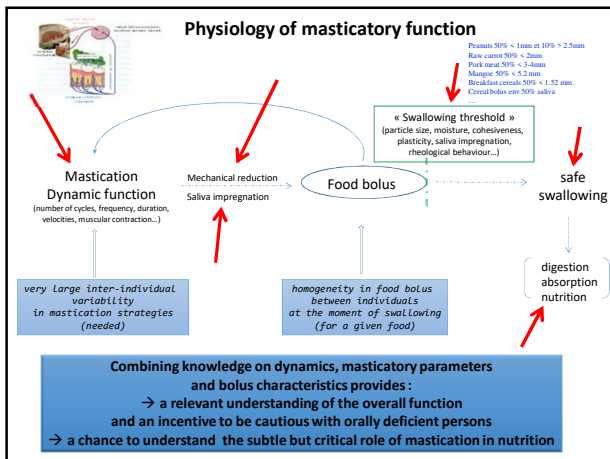 Physiology of masticatory function
Peanuts 50% < 1mm et 10% > 2.5mm
Raw carrot 50% < 2mm
Pork meat 50% < 3-4mm
Mangoe 50% < 5.2 mm
Breakfast cereals 50% < 1.52 mm
Cereal bolus env 50% saliva
…
« Swallowing threshold »
(particle size, moisture, cohesiveness,
plasticity, saliva impregnation,
rheological behaviour…)
Mastication
Dynamic function
(number of cycles, frequency, duration,
velocities, muscular contraction…)
Mechanical reduction
Saliva impregnation
Food bolus
safe
swallowing
very large inter-individual
variability
in mastication strategies
(needed)
homogeneity in food bolus
between individuals
at the moment of swallowing
(for a given food)
digestion
absorption
nutrition
Combining knowledge on dynamics, masticatory parameters
and bolus characteristics provides :
→ a relevant understanding of the overall function
and an incentive to be cautious with orally deficient persons
→ a chance to understand the subtle but critical role of mastication in nutrition